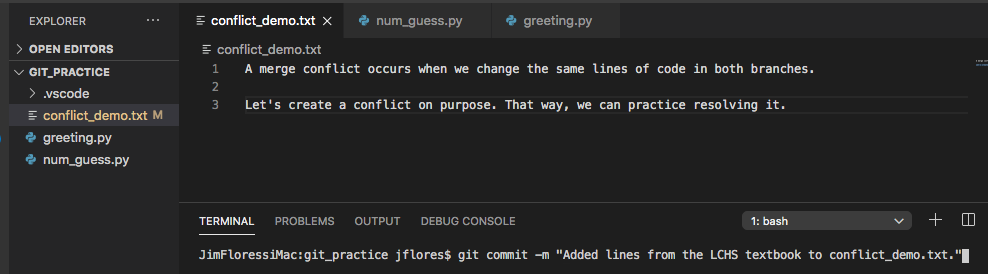 EXPLORER ···
OPEN EDITORS
GIT_PRACTICE
.vscode
conflict_demo.txt M
greeting.py
num_guess.py
conflict_demo.txt × num_guess.py greeting.py
conflict_demo.txt
1 A merge conflict occurs when we change the same lines of code in both branches.
2
3 Let's create a conflict on purpose. That way, we can practice resolving it.
TERMINAL PROBLEMS OUTPUT DEBUG CONSOLE 1: bash
JimFloressiMac:git_practice jflores$ git commit -m "Added lines from the LCHS textbook to conflict_demo.txt."